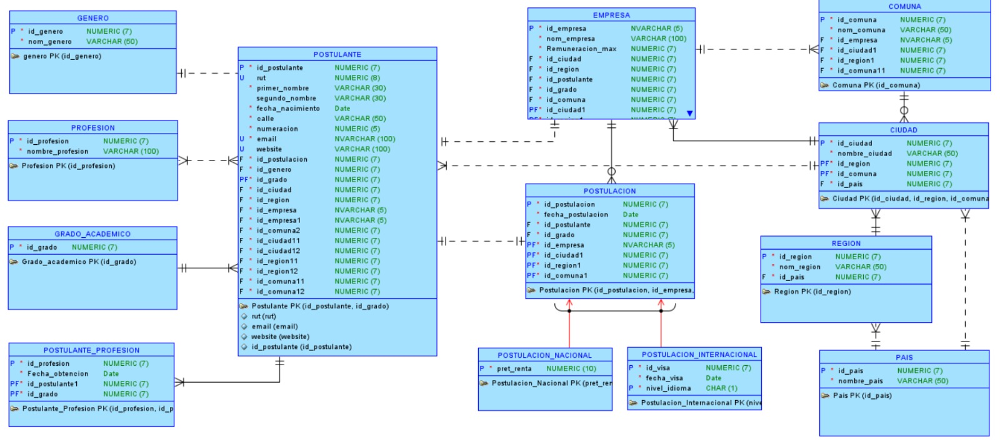 GENERO
P * id_genero NUMERIC (7)
* nom_genero VARCHAR (50)
genero PK (id_genero)
PROFESION
P * id_profesion NUMERIC (7)
* nombre_profesion VARCHAR (100)
Profesion PK (id_profesion)
GRADO_ACADEMICO
P * id_grado NUMERIC (7)
Grado_academico PK (id_grado)
POSTULANTE_PROFESION
P * id_profesion NUMERIC (7)
* Fecha_obtencion Date
PF* id_postulante1 NUMERIC (7)
PF* id_grado NUMERIC (7)
Postulante_Profesion PK (id_profesion, id_p
POSTULANTE
P * id_postulante NUMERIC (7)
U rut NUMERIC (8)
* primer_nombre VARCHAR (30)
segundo_nombre VARCHAR (30)
* fecha_nacimiento Date
* calle VARCHAR (50)
* numeracion NUMERIC (5)
U * email NVARCHAR (100)
U website VARCHAR (100)
F * id_postulacion NUMERIC (7)
F * id_genero NUMERIC (7)
PF* id_grado NUMERIC (7)
F * id_ciudad NUMERIC (7)
F * id_region NUMERIC (7)
F * id_empresa NVARCHAR (5)
F * id_empresa1 NVARCHAR (5)
F * id_comuna2 NUMERIC (7)
F * id_ciudad11 NUMERIC (7)
F * id_ciudad12 NUMERIC (7)
F * id_region11 NUMERIC (7)
F * id_region12 NUMERIC (7)
F * id_comuna11 NUMERIC (7)
F * id_comuna12 NUMERIC (7)
Postulante PK (id_postulante, id_grado)
rut (rut)
email (email)
website (website)
id_postulante (id_postulante)
EMPRESA
P * id_empresa NVARCHAR (5)
* nom_empresa VARCHAR (100)
* Remuneracion_max NUMERIC (7)
F * id_ciudad NUMERIC (7)
F * id_region NUMERIC (7)
F * id_postulante NUMERIC (7)
F * id_grado NUMERIC (7)
F * id_comuna NUMERIC (7)
PF* id_ciudad1 NUMERIC (7)
POSTULACION
P * id_postulacion NUMERIC (7)
* fecha_postulacion Date
F * id_postulante NUMERIC (7)
F * id_grado NUMERIC (7)
PF* id_empresa NVARCHAR (5)
PF* id_ciudad1 NUMERIC (7)
PF* id_region1 NUMERIC (7)
PF* id_comuna1 NUMERIC (7)
Postulacion PK (id_postulacion, id_empresa,
POSTULACION_NACIONAL
P * pret_renta NUMERIC (10)
Postulacion_Nacional PK (pret_ren
POSTULACION_INTERNACIONAL
P * id_visa NUMERIC (7)
* fecha_visa Date
P * nivel_idioma CHAR (1)
Postulacion_Internacional PK (nive
COMUNA
P * id_comuna NUMERIC (7)
* nom_comuna VARCHAR (50)
F * id_empresa NVARCHAR (5)
F * id_ciudad1 NUMERIC (7)
F * id_region1 NUMERIC (7)
F * id_comuna11 NUMERIC (7)
Comuna PK (id_comuna)
CIUDAD
P * id_ciudad NUMERIC (7)
* nombre_ciudad VARCHAR (50)
PF* id_region NUMERIC (7)
PF* id_comuna NUMERIC (7)
F * id_pais NUMERIC (7)
Ciudad PK (id_ciudad, id_region, id_comuna
REGION
P * id_region NUMERIC (7)
* nom_region VARCHAR (50)
F * id_pais NUMERIC (7)
Region PK (id_region)
PAIS
P * id_pais NUMERIC (7)
* nombre_pais VARCHAR (50)
Pais PK (id_pais)